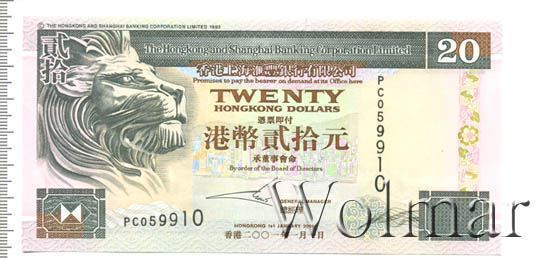 © THE HONGKONG AND SHANGHAI BANKING CORPORATION LIMITED 1993
貳拾
The Hongkong and Shanghai Banking Corporation Limited
20
香港上海滙豐銀行有限公司
Promises to pay the bearer on demand at its Office here
TWENTY
HONGKONG DOLLARS
憑票即付
港幣貳拾元
承董事會命
By order of the Board of Directors
PC059910
GENERAL MANAGER
總經理
PC059910
HONGKONG 1st JANUARY 2001
香港二〇〇一年一月一日
Wolmar